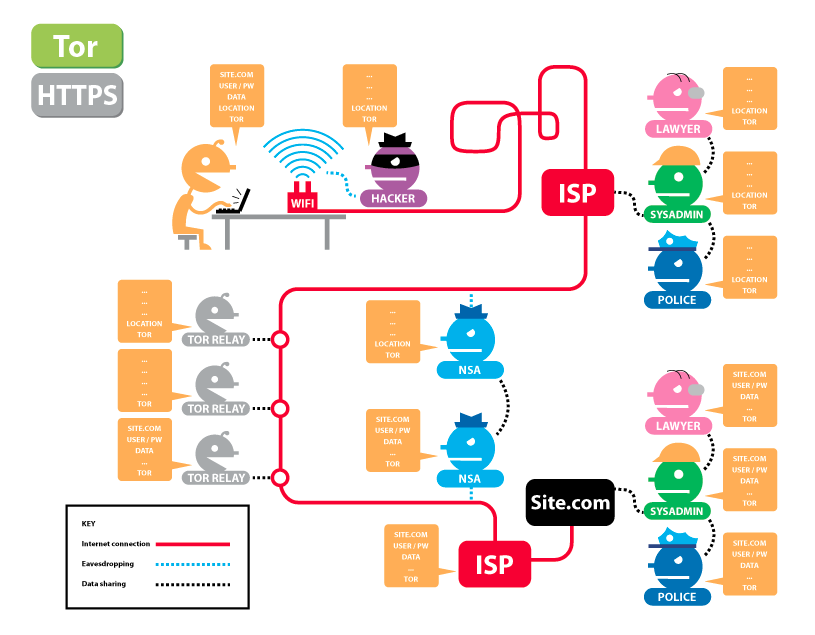 Tor
HTTPS
SITE.COM
USER / PW
DATA
LOCATION
TOR
...
...
...
LOCATION
TOR
WIFI
HACKER
ISP
...
...
...
LOCATION
TOR
LAWYER
...
...
...
LOCATION
TOR
SYSADMIN
...
...
...
LOCATION
TOR
POLICE
...
...
...
LOCATION
TOR
TOR RELAY
...
...
...
...
TOR
TOR RELAY
SITE.COM
USER / PW
DATA
...
TOR
TOR RELAY
...
...
...
LOCATION
TOR
NSA
SITE.COM
USER / PW
DATA
...
TOR
NSA
SITE.COM
USER / PW
DATA
...
TOR
LAWYER
SITE.COM
USER / PW
DATA
...
TOR
SYSADMIN
SITE.COM
USER / PW
DATA
...
TOR
POLICE
Site.com
SITE.COM
USER / PW
DATA
...
TOR
ISP
KEY
Internet connection
Eavesdropping
Data sharing